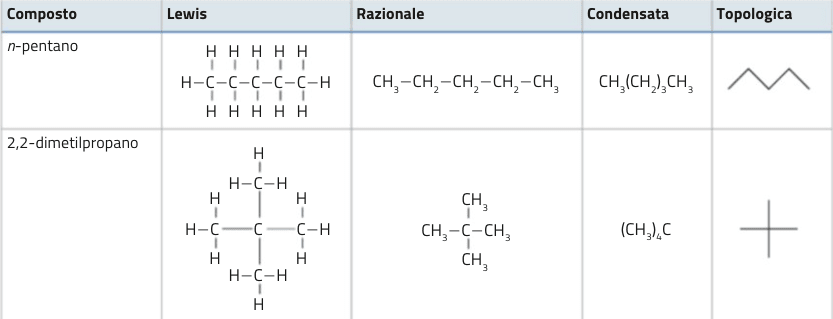 Composto Lewis Razionale Condensata Topologica
n-pentano
H H H H H
H–C–C–C–C–C–H
H H H H H
CH₃–CH₂–CH₂–CH₂–CH₃
CH₃(CH₂)₃CH₃
2,2-dimetilpropano
H
H–C–H
H H
H–C–C–C–H
H H
H–C–H
H
CH₃
CH₃–C–CH₃
CH₃
(CH₃)₄C